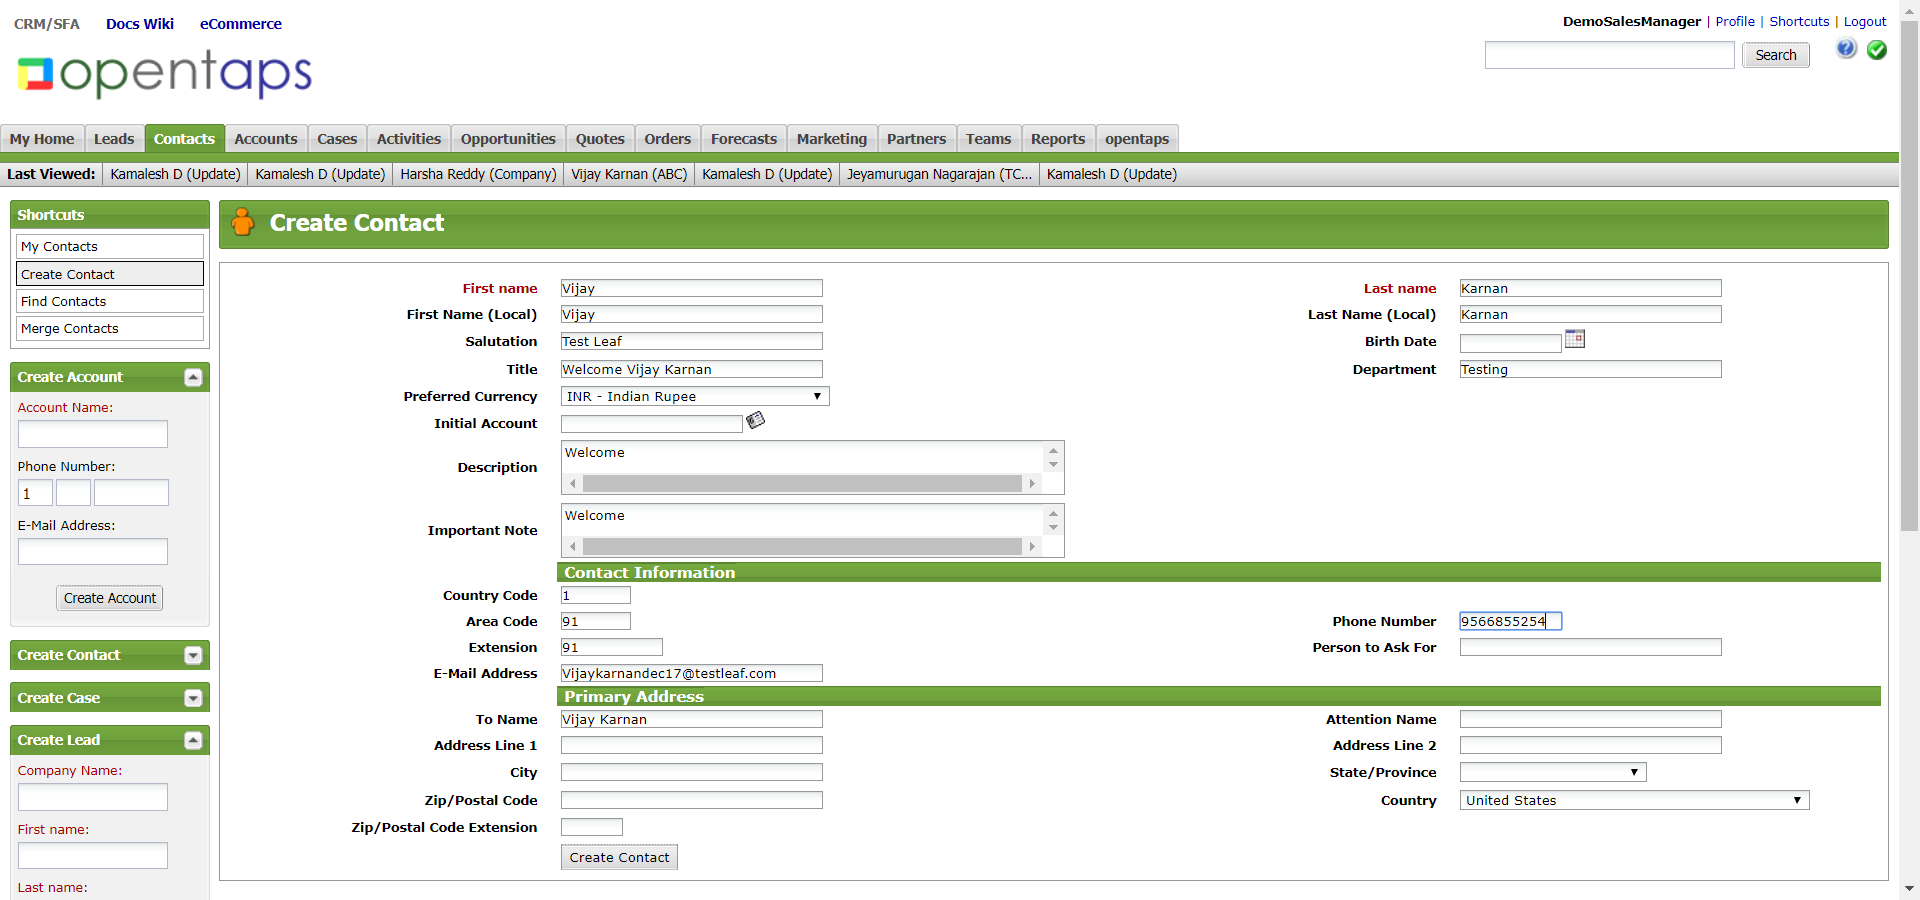 CRM/SFA Docs Wiki eCommerce
DemoSalesManager | Profile | Shortcuts | Logout
opentaps
Search
My Home Leads Contacts Accounts Cases Activities Opportunities Quotes Orders Forecasts Marketing Partners Teams Reports opentaps
Last Viewed: Kamalesh D (Update) Kamalesh D (Update) Harsha Reddy (Company) Vijay Karnan (ABC) Kamalesh D (Update) Jeyamurugan Nagarajan (TC... Kamalesh D (Update)
Shortcuts
My Contacts
Create Contact
Find Contacts
Merge Contacts
Create Account
Account Name:
Phone Number:
1
E-Mail Address:
Create Account
Create Contact
Create Case
Create Lead
Company Name:
First name:
Last name:
Create Contact
First name Vijay Last name Karnan
First Name (Local) Vijay Last Name (Local) Karnan
Salutation Test Leaf Birth Date
Title Welcome Vijay Karnan Department Testing
Preferred Currency INR - Indian Rupee
Initial Account
Description Welcome
Important Note Welcome
Contact Information
Country Code 1
Area Code 91 Phone Number 9566855254
Extension 91 Person to Ask For
E-Mail Address Vijaykarnandec17@testleaf.com
Primary Address
To Name Vijay Karnan Attention Name
Address Line 1 Address Line 2
City State/Province
Zip/Postal Code Country United States
Zip/Postal Code Extension
Create Contact